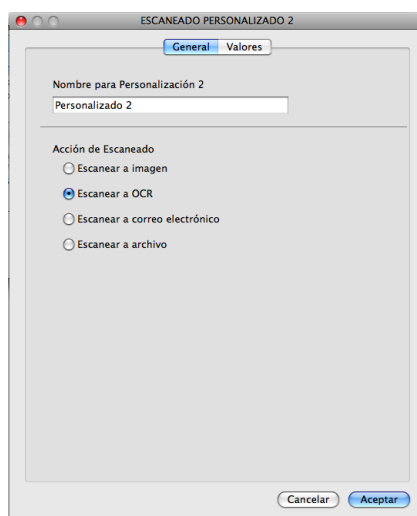 ESCANEADO PERSONALIZADO 2
General Valores
Nombre para Personalización 2
Personalizado 2
Acción de Escaneado
Escanear a imagen
Escanear a OCR
Escanear a correo electrónico
Escanear a archivo
Cancelar Aceptar